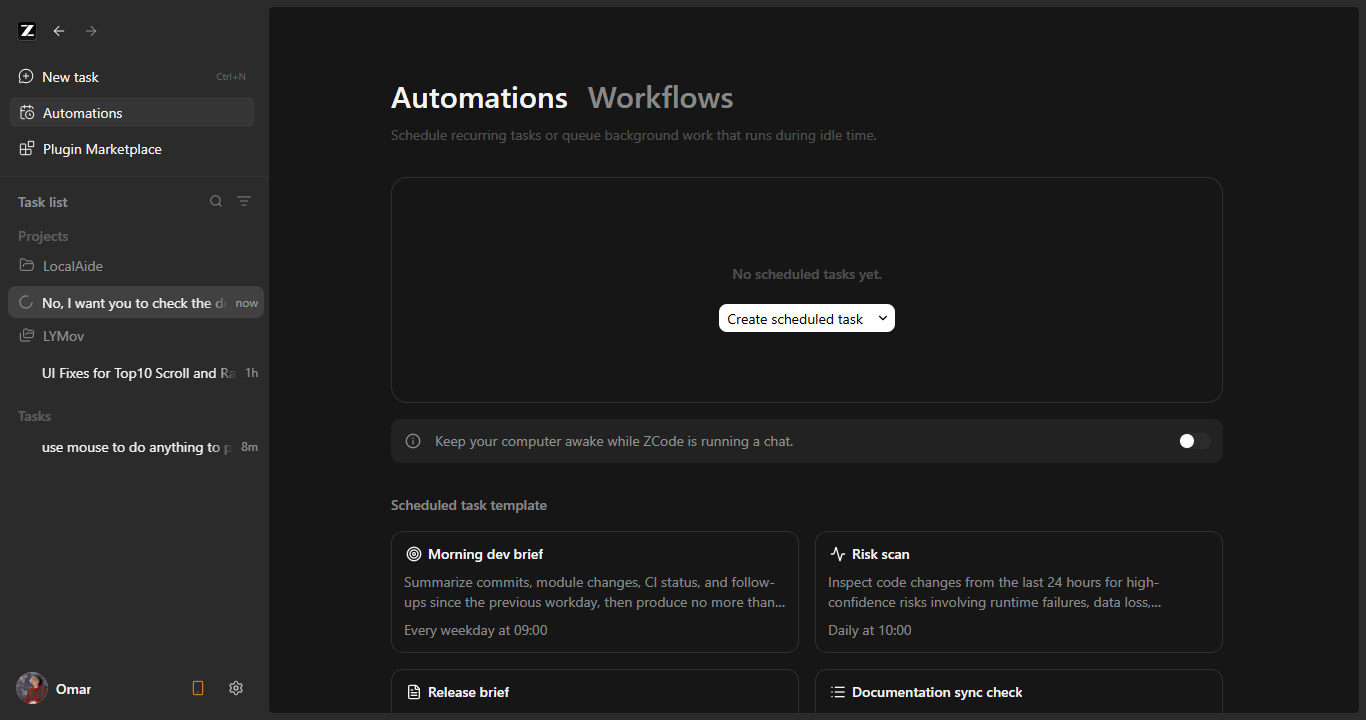 Z
New task
Ctrl+N
Automations
Plugin Marketplace
Task list
Projects
LocalAide
No, I want you to check the
now
LYMov
UI Fixes for Top10 Scroll and
1h
Tasks
use mouse to do anything to
8m
Omar
Automations
Workflows
Schedule recurring tasks or queue background work that runs during idle time.
No scheduled tasks yet.
Create scheduled task
Keep your computer awake while ZCode is running a chat.
Scheduled task template
Morning dev brief
Summarize commits, module changes, CI status, and follow-
ups since the previous workday, then produce no more than...
Every weekday at 09:00
Risk scan
Inspect code changes from the last 24 hours for high-
confidence risks involving runtime failures, data loss,...
Daily at 10:00
Release brief
Documentation sync check